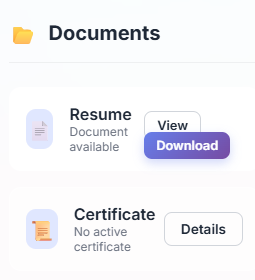 Documents
Resume
Document
available
View
Download
Certificate
No active
certificate
Details